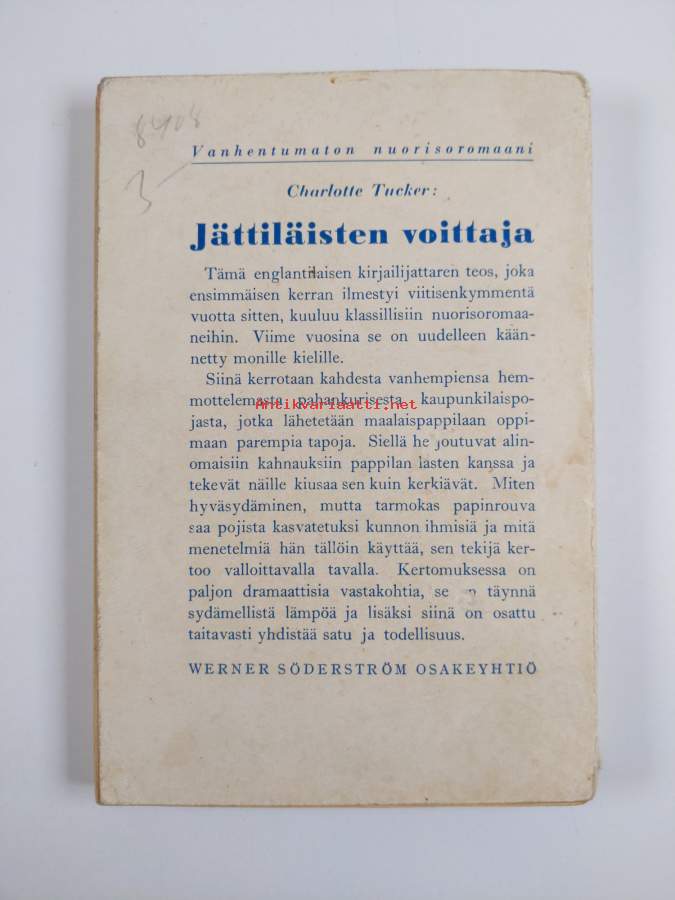 8408
3
Vanhentumaton nuorisoromaani
Charlotte Tucker:
Jättiläisten voittaja
Tämä englantilaisen kirjailijattaren teos, joka
ensimmäisen kerran ilmestyi viitisenkymmentä
vuotta sitten, kuuluu klassillisiin nuorisoromaa-
neihin. Viime vuosina se on uudelleen kään-
netty monille kielille.
Siinä kerrotaan kahdesta vanhempiensa hem-
mottelemasta pahankurisesta kaupunkilaispo-
Antikvariaatti.net
jasta, jotka lähetetään maalaispappilaan oppi-
maan parempia tapoja. Siellä he joutuvat alin-
omaisiin kahnauksiin pappilan lasten kanssa ja
tekevät näille kiusaa sen kuin kerkiävät. Miten
hyväsydäminen, mutta tarmokas papinrouva
saa pojista kasvatetuksi kunnon ihmisiä ja mitä
menetelmiä hän tällöin käyttää, sen tekijä ker-
too valloittavalla tavalla. Kertomuksessa on
paljon dramaattisia vastakohtia, se täynnä
sydämellistä lämpöä ja lisäksi siinä on osattu
taitavasti yhdistää satu ja todellisuus.
WERNER SÖDERSTRÖM OSAKEYHTIÖ